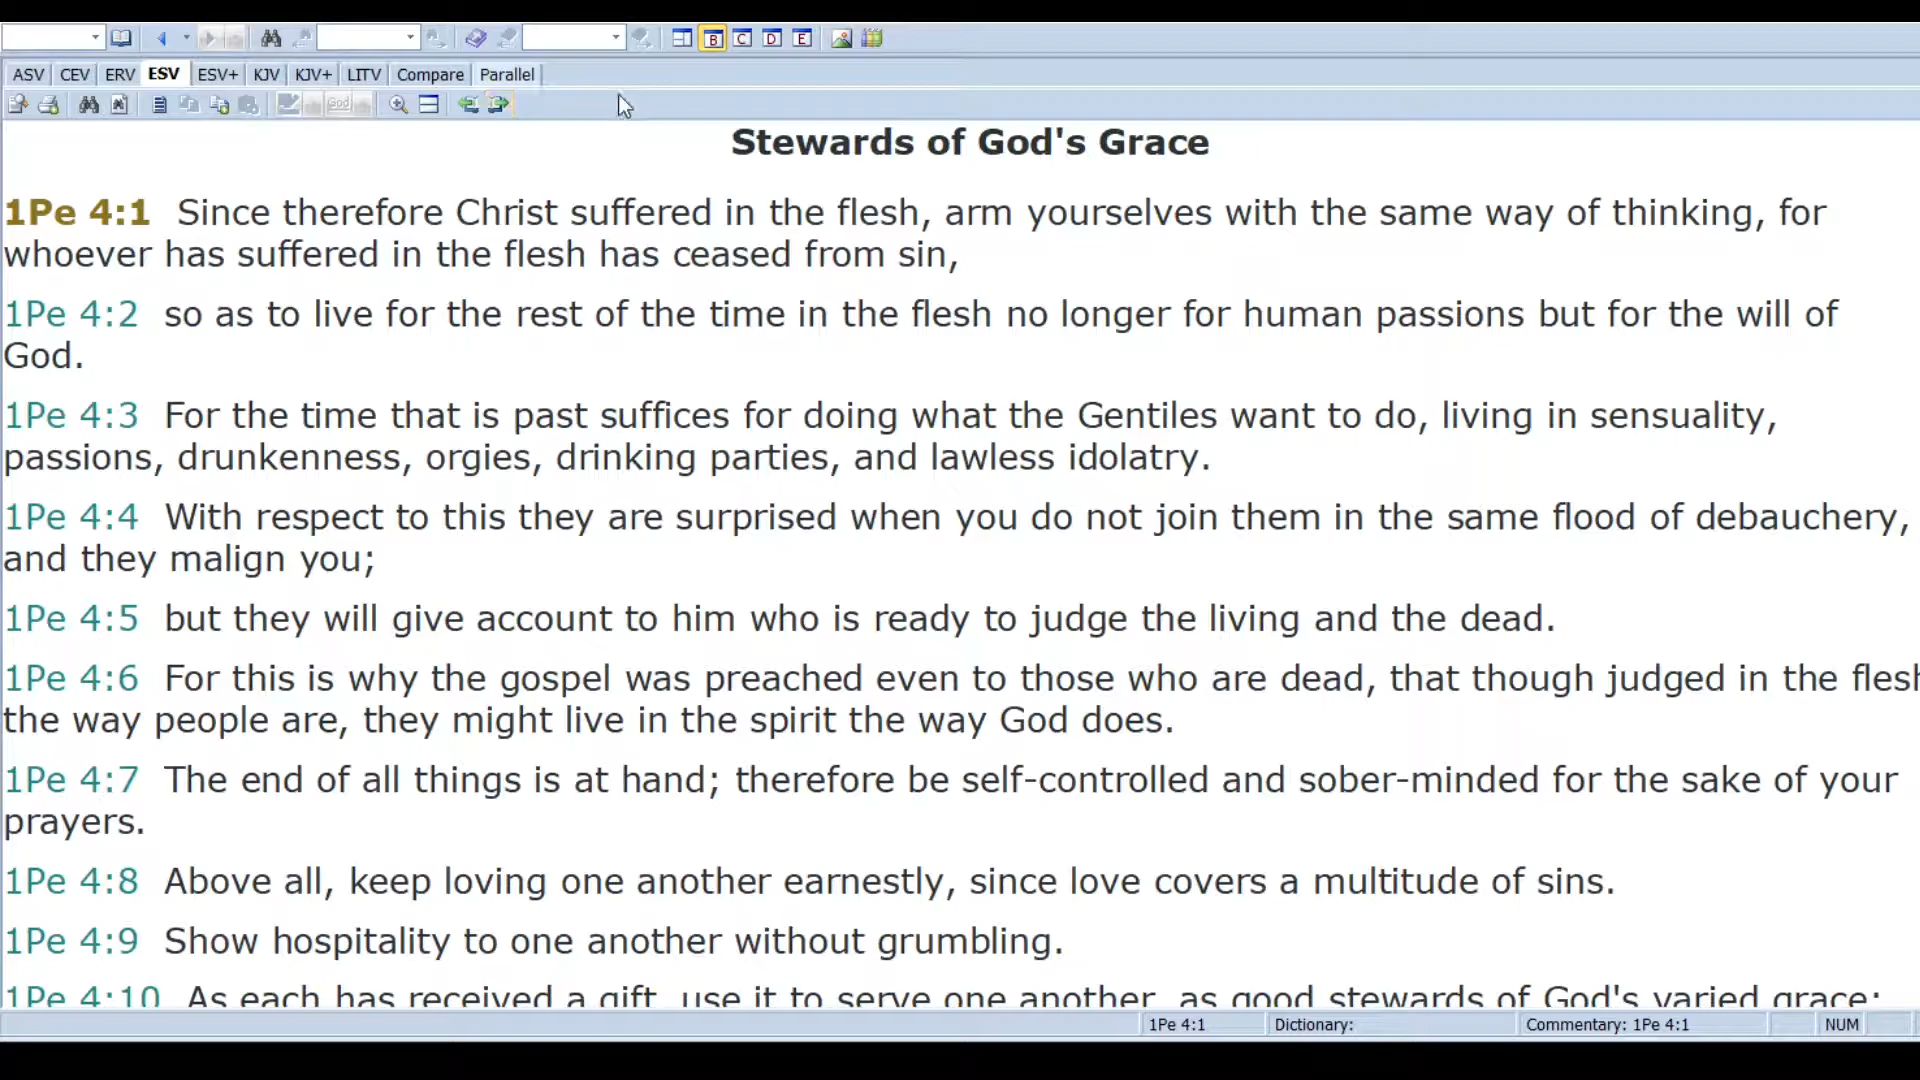 B C D E
ASV CEV ERV ESV ESV+ KJV KJV+ LITV Compare Parallel
God
Stewards of God's Grace
1Pe 4:1 Since therefore Christ suffered in the flesh, arm yourselves with the same way of thinking, for
whoever has suffered in the flesh has ceased from sin,
1Pe 4:2 so as to live for the rest of the time in the flesh no longer for human passions but for the will of
God.
1Pe 4:3 For the time that is past suffices for doing what the Gentiles want to do, living in sensuality,
passions, drunkenness, orgies, drinking parties, and lawless idolatry.
1Pe 4:4 With respect to this they are surprised when you do not join them in the same flood of debauchery,
and they malign you;
1Pe 4:5 but they will give account to him who is ready to judge the living and the dead.
1Pe 4:6 For this is why the gospel was preached even to those who are dead, that though judged in the flesh
the way people are, they might live in the spirit the way God does.
1Pe 4:7 The end of all things is at hand; therefore be self-controlled and sober-minded for the sake of your
prayers.
1Pe 4:8 Above all, keep loving one another earnestly, since love covers a multitude of sins.
1Pe 4:9 Show hospitality to one another without grumbling.
1Pe 4:10 As each has received a gift, use it to serve one another, as good stewards of God's varied grace:
1Pe 4:1 Dictionary: Commentary: 1Pe 4:1 NUM